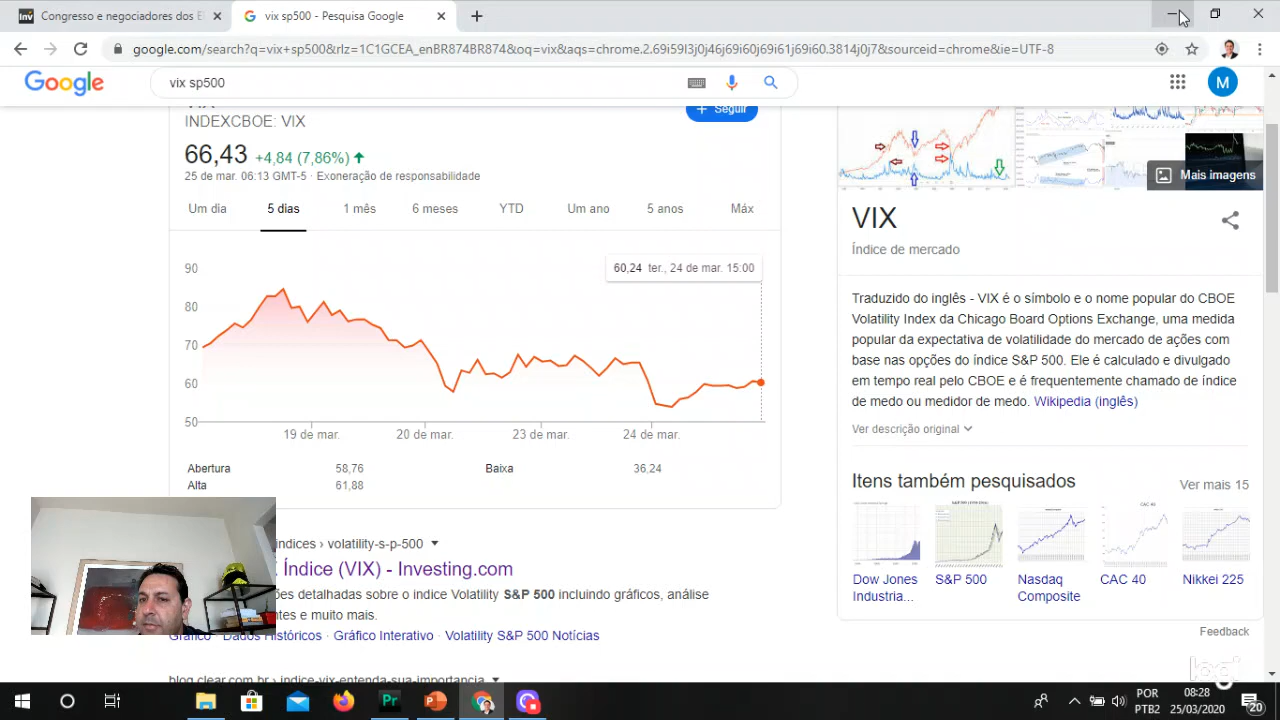 Congresso e negociadores dos E
vix sp500 - Pesquisa Google
google.com/search?q=vix+sp500&rlz=1C1GCEA_enBR874BR874&oq=vix&aqs=chrome.2.69i59l3j0j46j69i60j69i61j69i60.3814j0j7&sourceid=chrome&ie=UTF-8
Google
vix sp500
M
VIX
INDEXCBOE: VIX
+ Seguir
66,43 +4,84 (7,86%)
25 de mar. 06:13 GMT-5 · Exoneração de responsabilidade
Um dia 5 dias 1 mês 6 meses YTD Um ano 5 anos Máx
60,24 ter., 24 de mar. 15:00
90
80
70
60
50
19 de mar. 20 de mar. 23 de mar. 24 de mar.
Abertura 58,76 Baixa 36,24
Alta 61,88
indices › volatility-s-p-500
Índice (VIX) - Investing.com
ões detalhadas sobre o indice Volatility S&P 500 incluindo gráficos, análise
ntes e muito mais.
Gráfico · Dados Históricos · Gráfico Interativo · Volatility S&P 500 Notícias
blog.clear.com.br › indice-vix-entenda-sua-importancia
Mais imagens
VIX
Índice de mercado
Traduzido do inglês - VIX é o símbolo e o nome popular do CBOE
Volatility Index da Chicago Board Options Exchange, uma medida
popular da expectativa de volatilidade do mercado de ações com
base nas opções do índice S&P 500. Ele é calculado e divulgado
em tempo real pelo CBOE e é frequentemente chamado de índice
de medo ou medidor de medo. Wikipedia (inglês)
Ver descrição original
Itens também pesquisados
Ver mais 15
Dow Jones
Industria...
S&P 500
Nasdaq
Composite
CAC 40
Nikkei 225
Feedback
Pr
POR
PTB2
08:28
25/03/2020
20